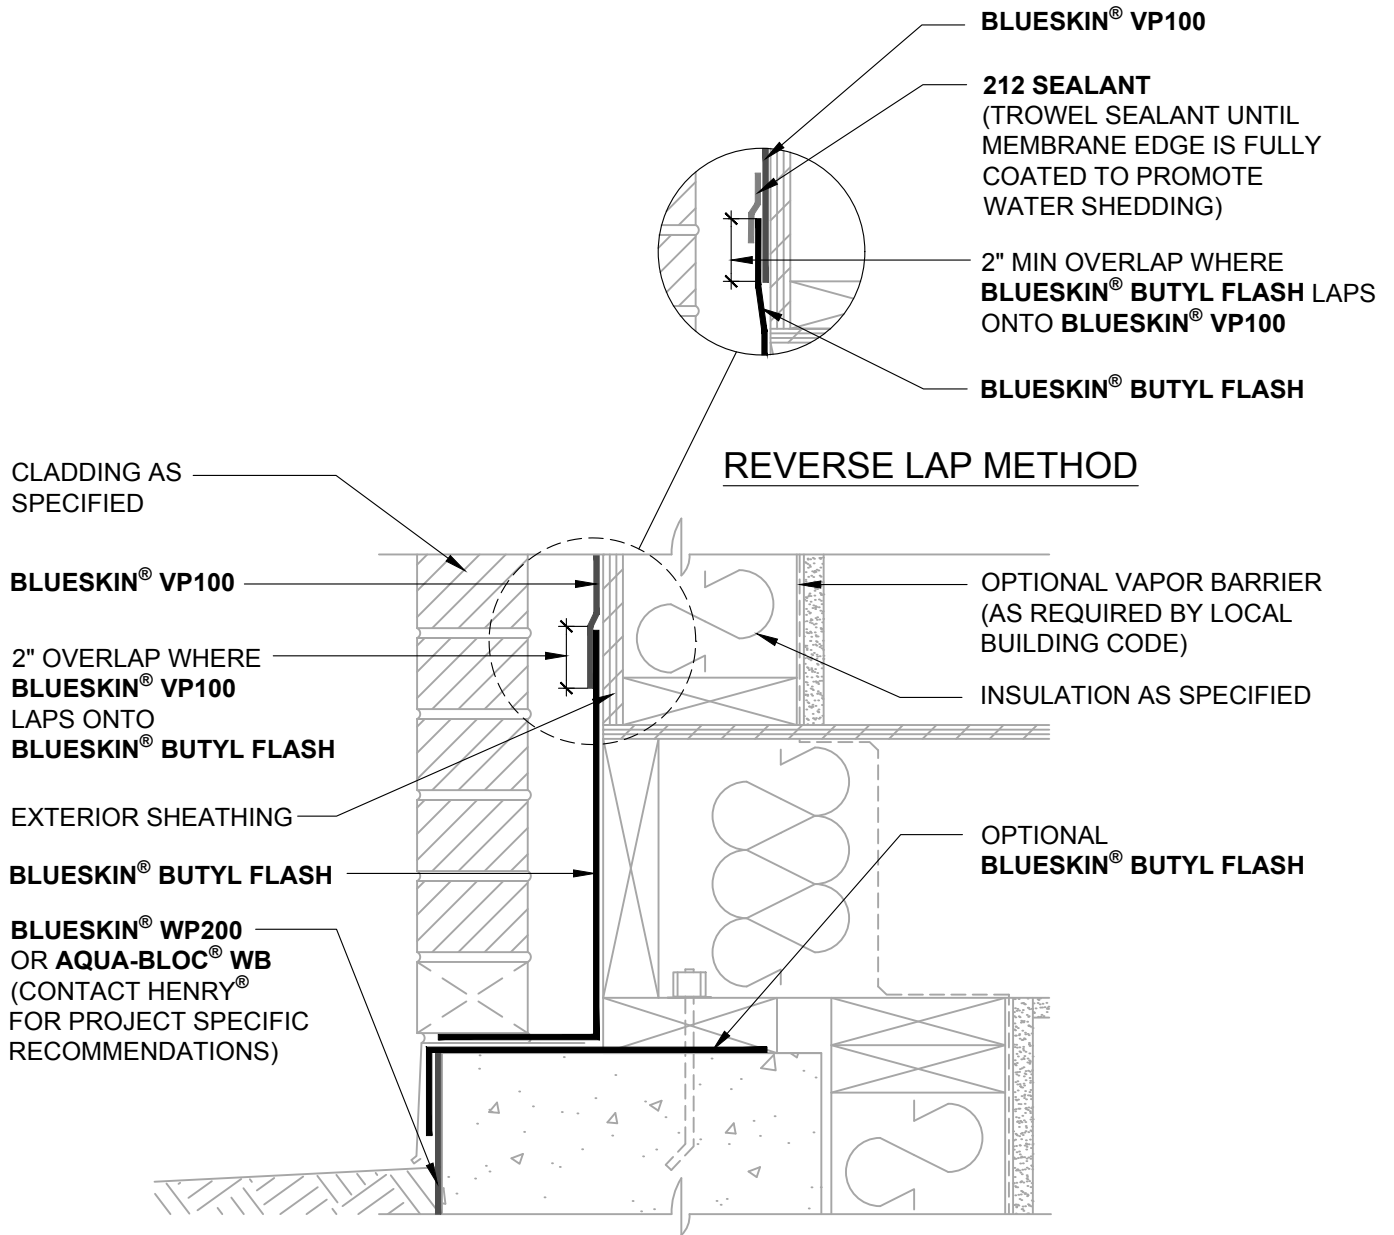 BLUESKIN® VP100
212 SEALANT
(TROWEL SEALANT UNTIL
MEMBRANE EDGE IS FULLY
COATED TO PROMOTE
WATER SHEDDING)
2" MIN OVERLAP WHERE
BLUESKIN® BUTYL FLASH LAPS
ONTO BLUESKIN® VP100
BLUESKIN® BUTYL FLASH
REVERSE LAP METHOD
CLADDING AS
SPECIFIED
BLUESKIN® VP100
2" OVERLAP WHERE
BLUESKIN® VP100
LAPS ONTO
BLUESKIN® BUTYL FLASH
EXTERIOR SHEATHING
BLUESKIN® BUTYL FLASH
BLUESKIN® WP200
OR AQUA-BLOC® WB
(CONTACT HENRY®
FOR PROJECT SPECIFIC
RECOMMENDATIONS)
OPTIONAL VAPOR BARRIER
(AS REQUIRED BY LOCAL
BUILDING CODE)
INSULATION AS SPECIFIED
OPTIONAL
BLUESKIN® BUTYL FLASH